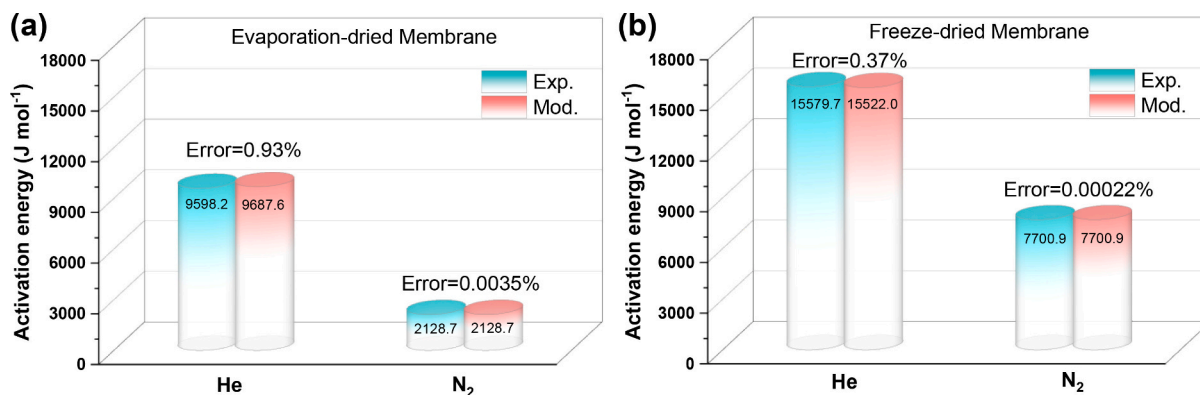 (a)
Evaporation-dried Membrane
Activation energy (J mol⁻¹)
18000
15000
12000
9000
6000
3000
0
Exp.
Mod.
Error=0.93%
9598.2
9687.6
Error=0.0035%
2128.7
2128.7
He
N₂
(b)
Freeze-dried Membrane
Activation energy (J mol⁻¹)
18000
15000
12000
9000
6000
3000
0
Error=0.37%
Exp.
Mod.
15579.7
15522.0
Error=0.00022%
7700.9
7700.9
He
N₂